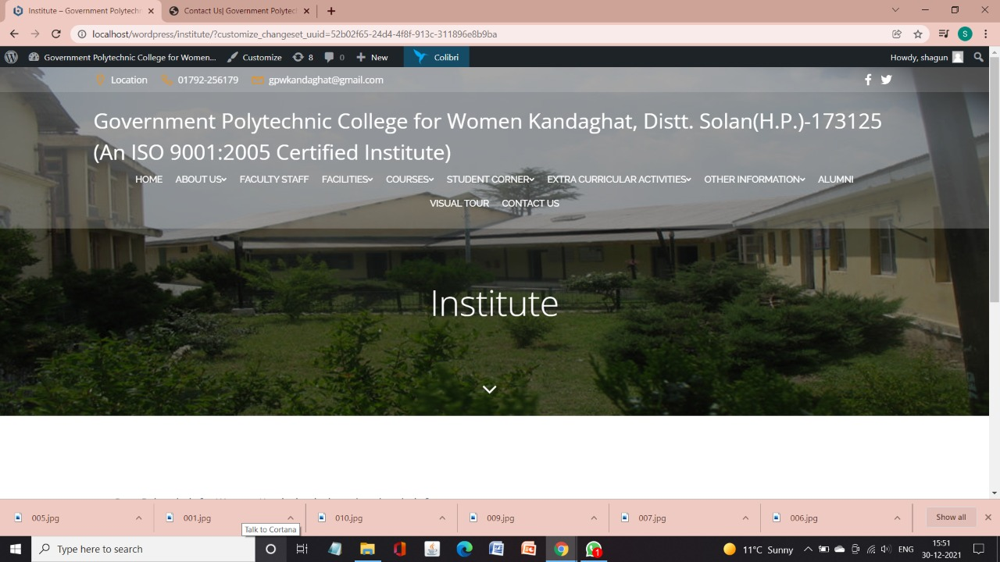 Institute – Government Polytechn
Contact Us| Government Polytec
localhost/wordpress/institute/?customize_changeset_uuid=52b02f65-24d4-4f8f-913c-311896e8b9ba
S
Government Polytechnic College for Women... Customize 8 0 New Colibri Howdy, shagun
Location 01792-256179 gpwkandaghat@gmail.com
Government Polytechnic College for Women Kandaghat, Distt. Solan(H.P.)-173125
(An ISO 9001:2005 Certified Institute)
HOME ABOUT US FACULTY STAFF FACILITIES COURSES STUDENT CORNER EXTRA CURRICULAR ACTIVITIES OTHER INFORMATION ALUMNI
VISUAL TOUR CONTACT US
Institute
005.jpg 001.jpg 010.jpg 009.jpg 007.jpg 006.jpg Show all
Talk to Cortana
Type here to search 1 11°C Sunny ENG 15:51
30-12-2021